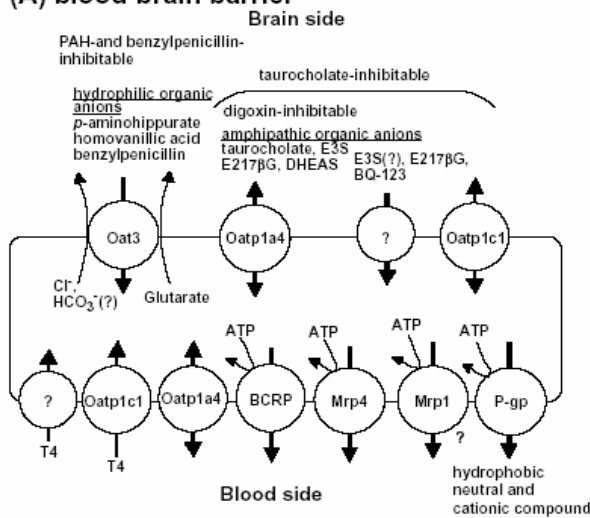 (A) blood-brain barrier
Brain side
PAH-and benzylpenicillin-
inhibitable
taurocholate-inhibitable
hydrophilic organic
anions
p-aminohippurate
homovanillic acid
benzylpenicillin
digoxin-inhibitable
amphipathic organic anions
taurocholate, E3S
E217βG, DHEAS
E3S(?), E217βG,
BQ-123
Oat3
Oatp1a4
?
Oatp1c1
Cl-,
HCO3-(?)
Glutarate
ATP
ATP
ATP
ATP
?
Oatp1c1
Oatp1a4
BCRP
Mrp4
Mrp1
P-gp
?
T4
T4
Blood side
hydrophobic
neutral and
cationic compound